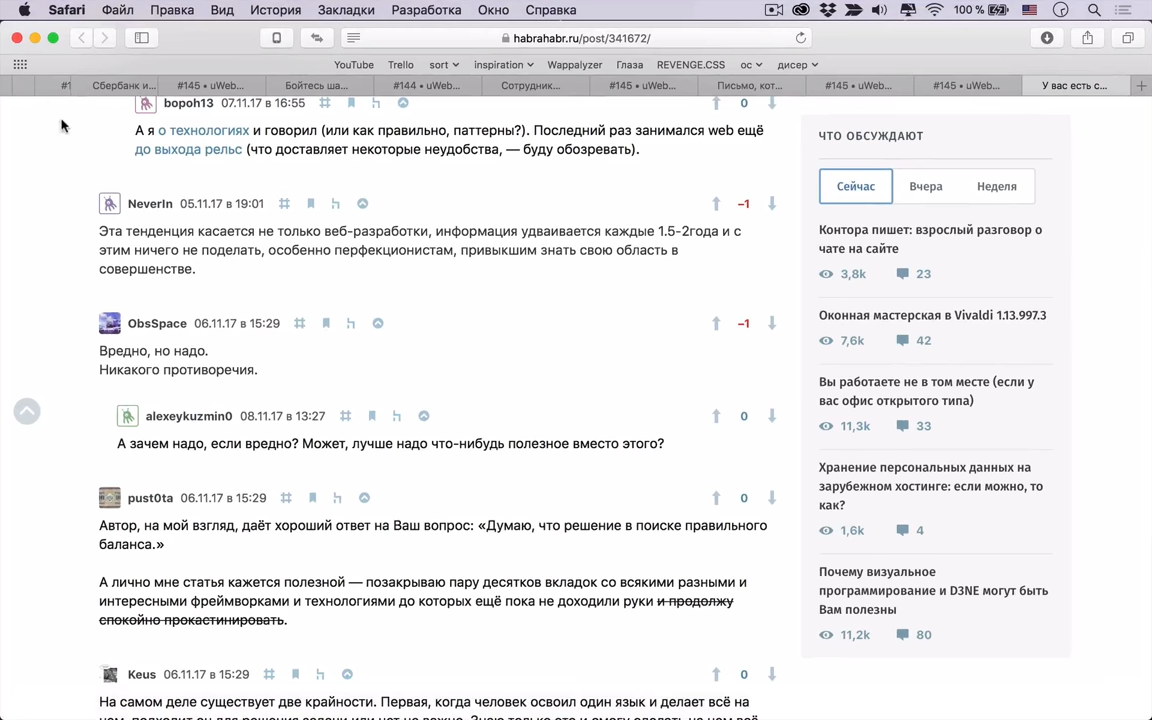 Safari Файл Правка Вид История Закладки Разработка Окно Справка 100 %
habrahabr.ru/post/341672/
YouTube Trello sort inspiration Wappalyzer Глаза REVENGE.CSS ос дисер
#1 Сбербанк и... #145 • uWeb... Бойтесь ша... #144 • uWeb... Сотрудник... #145 • uWeb... Письмо, кот... #145 • uWeb... #145 • uWeb... У вас есть с...
bopoh13 07.11.17 в 16:55 0
А я о технологиях и говорил (или как правильно, паттерны?). Последний раз занимался web ещё
до выхода рельс (что доставляет некоторые неудобства, — буду обозревать).
NeverIn 05.11.17 в 19:01 –1
Эта тенденция касается не только веб-разработки, информация удваивается каждые 1.5-2года и с
этим ничего не поделать, особенно перфекционистам, привыкшим знать свою область в
совершенстве.
ObsSpace 06.11.17 в 15:29 –1
Вредно, но надо.
Никакого противоречия.
alexeykuzmin0 08.11.17 в 13:27 0
А зачем надо, если вредно? Может, лучше надо что-нибудь полезное вместо этого?
pust0ta 06.11.17 в 15:29 0
Автор, на мой взгляд, даёт хороший ответ на Ваш вопрос: «Думаю, что решение в поиске правильного
баланса.»
А лично мне статья кажется полезной — позакрываю пару десятков вкладок со всякими разными и
интересными фреймворками и технологиями до которых ещё пока не доходили руки и продолжу
спокойно прокастинировать.
Keus 06.11.17 в 15:29 0
На самом деле существует две крайности. Первая, когда человек освоил один язык и делает всё на
ЧТО ОБСУЖДАЮТ
Сейчас Вчера Неделя
Контора пишет: взрослый разговор о
чате на сайте
3,8k 23
Оконная мастерская в Vivaldi 1.13.997.3
7,6k 42
Вы работаете не в том месте (если у
вас офис открытого типа)
11,3k 33
Хранение персональных данных на
зарубежном хостинге: если можно, то
как?
1,6k 4
Почему визуальное
программирование и D3NE могут быть
Вам полезны
11,2k 80